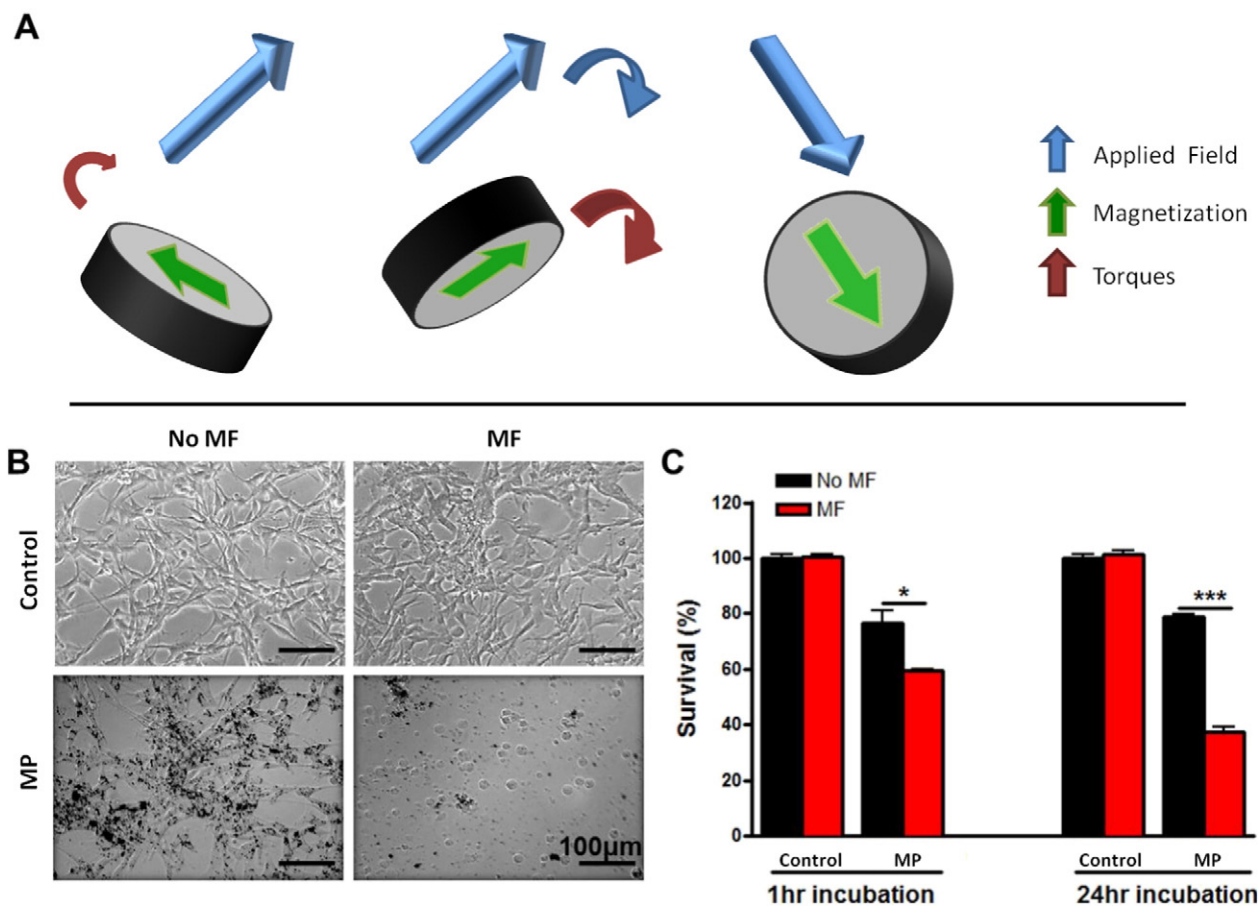 A
Applied Field
Magnetization
Torques
No MF
MF
B
Control
MP
100μm
C
No MF
MF
Survival (%)
120
100
80
60
40
20
0
*
***
Control
MP
Control
MP
1hr incubation
24hr incubation